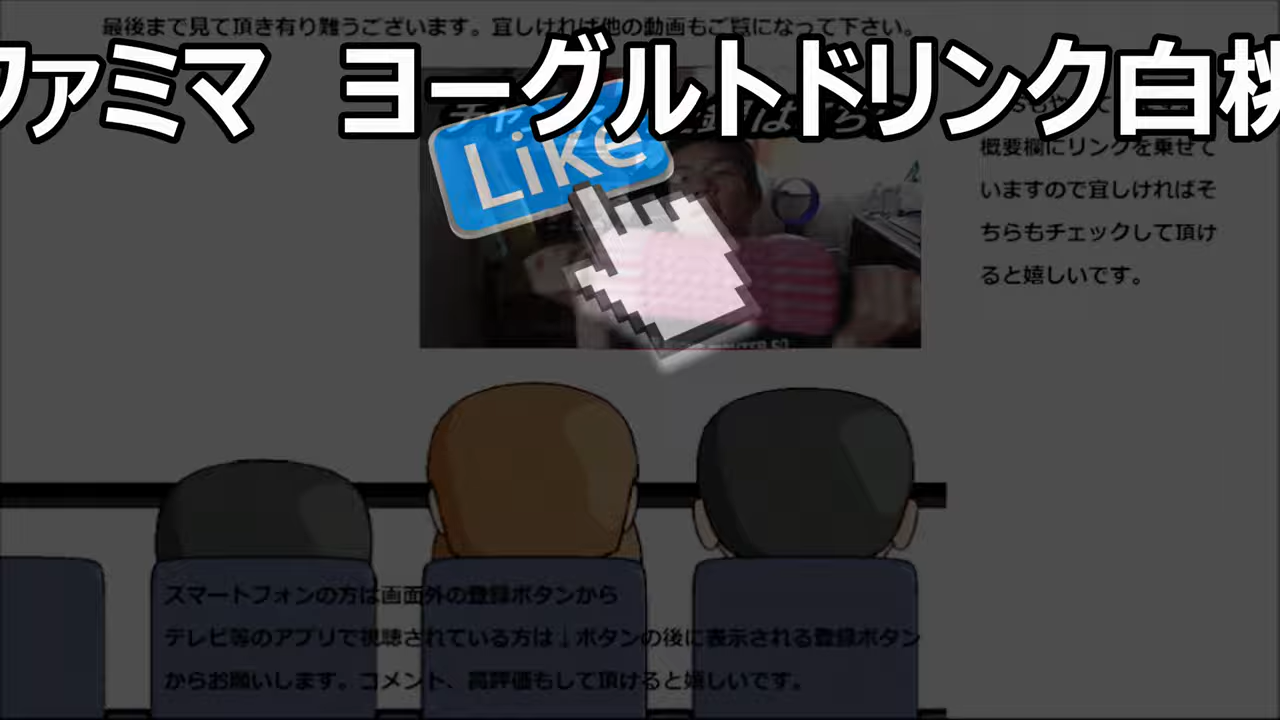 最後まで見て頂き有り難うございます。宜しければ他の動画もご覧になって下さい。
ファミマ ヨーグルトドリンク白桃
Like
概要欄にリンクを乗せて
いますので宜しければそ
ちらもチェックして頂け
ると嬉しいです。
スマートフォンの方は画面外の登録ボタンから
テレビ等のアプリで視聴されている方は↓ボタンの後に表示される登録ボタン
からお願いします。コメント、高評価もして頂けると嬉しいです。